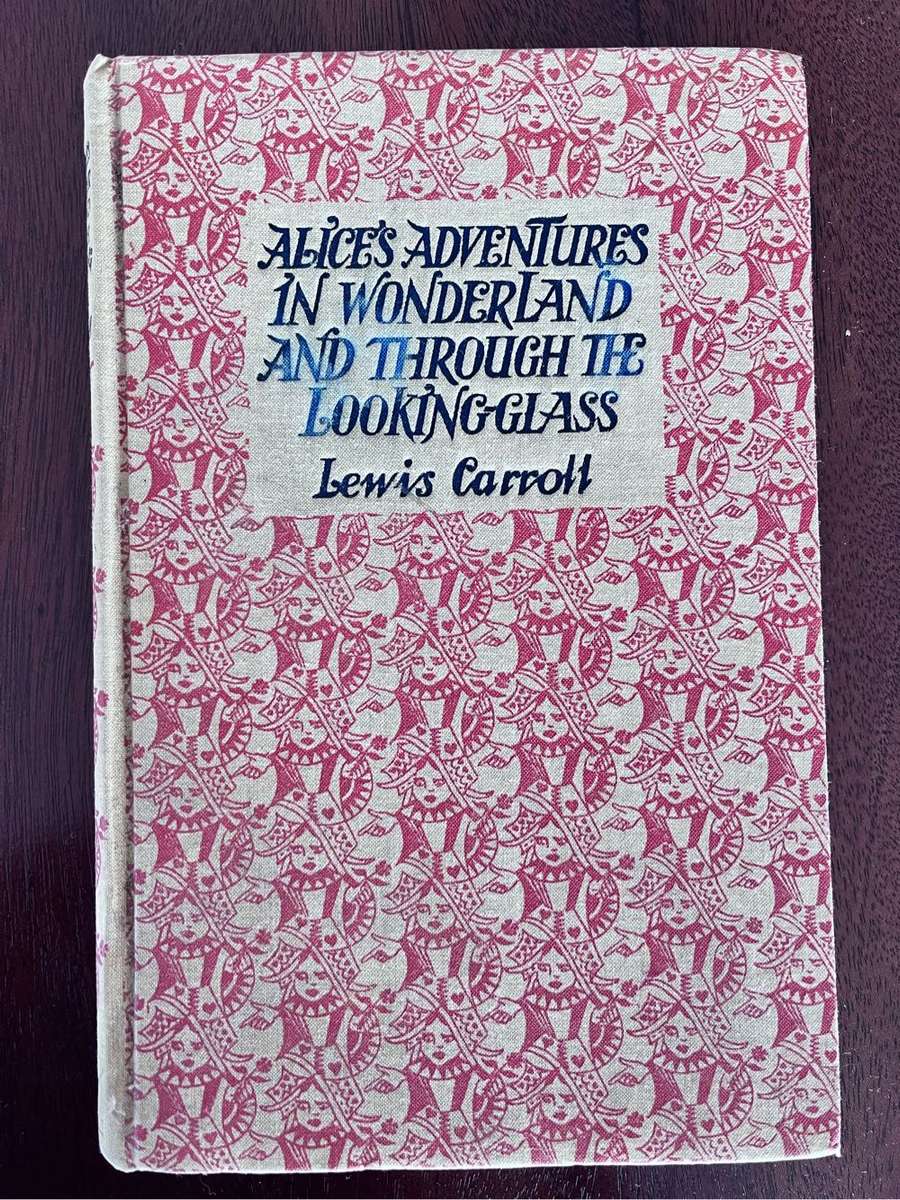 ALICE'S ADVENTURES
IN WONDERLAND
AND THROUGH THE
LOOKING-GLASS
Lewis Carroll